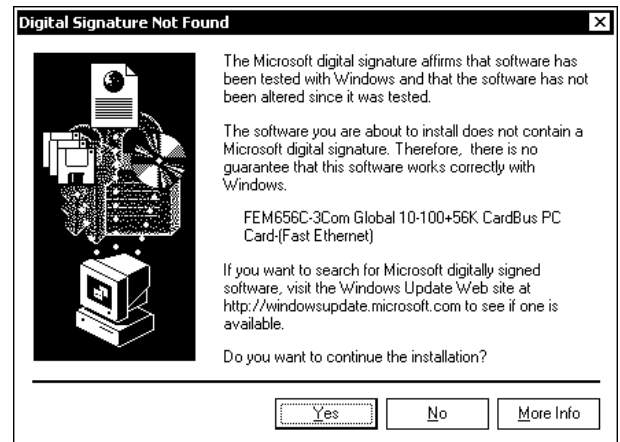 Digital Signature Not Found
The Microsoft digital signature affirms that software has
been tested with Windows and that the software has not
been altered since it was tested.
The software you are about to install does not contain a
Microsoft digital signature. Therefore,  there is no
guarantee that this software works correctly with
Windows.
FEM656C-3Com Global 10-100+56K CardBus PC
Card-(Fast Ethernet)
If you want to search for Microsoft digitally signed
software, visit the Windows Update Web site at
http://windowsupdate.microsoft.com to see if one is
available.
Do you want to continue the installation?
Yes No More Info